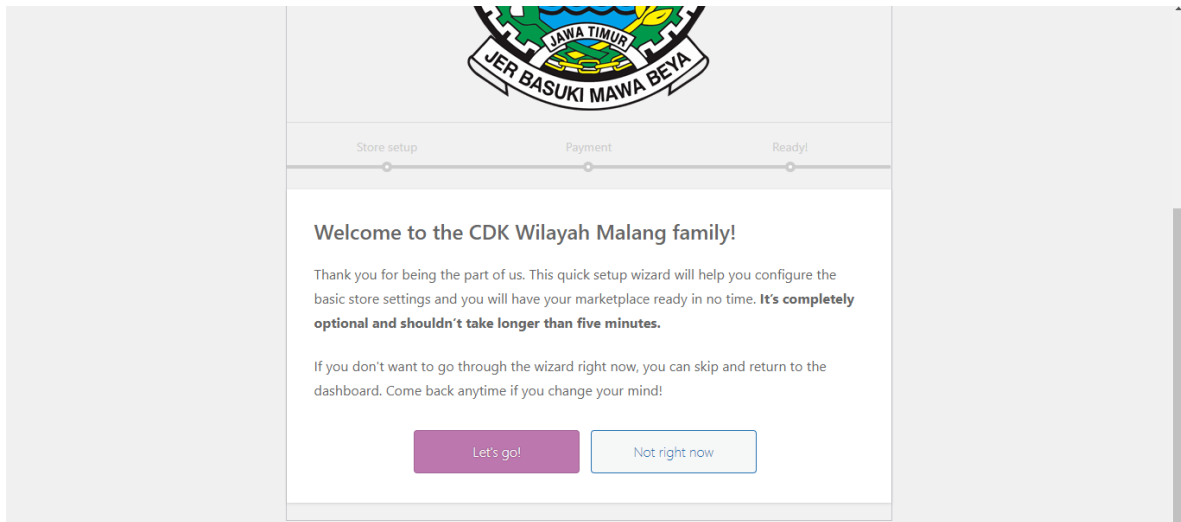 JAWA TIMUR
JER BASUKI MAWA BEYA
Store setup
Payment
Ready!
Welcome to the CDK Wilayah Malang family!
Thank you for being the part of us. This quick setup wizard will help you configure the
basic store settings and you will have your marketplace ready in no time. It’s completely
optional and shouldn’t take longer than five minutes.
If you don’t want to go through the wizard right now, you can skip and return to the
dashboard. Come back anytime if you change your mind!
Let's go!
Not right now